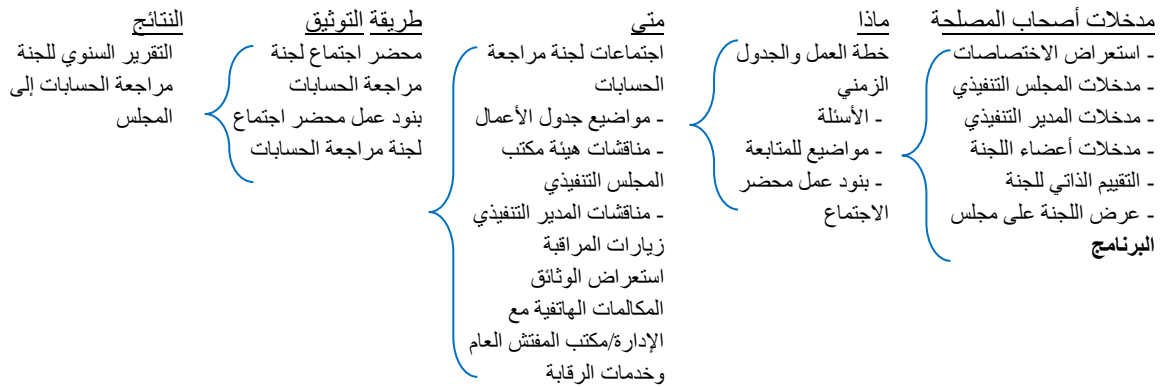 مدخلات أصحاب المصلحة
- استعراض الاختصاصات
- مدخلات المجلس التنفيذي
- مدخلات المدير التنفيذي
- مدخلات أعضاء اللجنة
- التقييم الذاتي للجنة
- عرض اللجنة على مجلس
البرنامج
ماذا
خطة العمل والجدول
الزمني
- الأسئلة
- مواضيع للمتابعة
- بنود عمل محضر
الاجتماع
متى
اجتماعات لجنة مراجعة
الحسابات
- مواضيع جدول الأعمال
- مناقشات هيئة مكتب
المجلس التنفيذي
- مناقشات المدير التنفيذي
زيارات المراقبة
استعراض الوثائق
المكالمات الهاتفية مع
الإدارة/مكتب المفتش العام
وخدمات الرقابة
طريقة التوثيق
محضر اجتماع لجنة
مراجعة الحسابات
بنود عمل محضر اجتماع
لجنة مراجعة الحسابات
النتائج
التقرير السنوي للجنة
مراجعة الحسابات إلى
المجلس